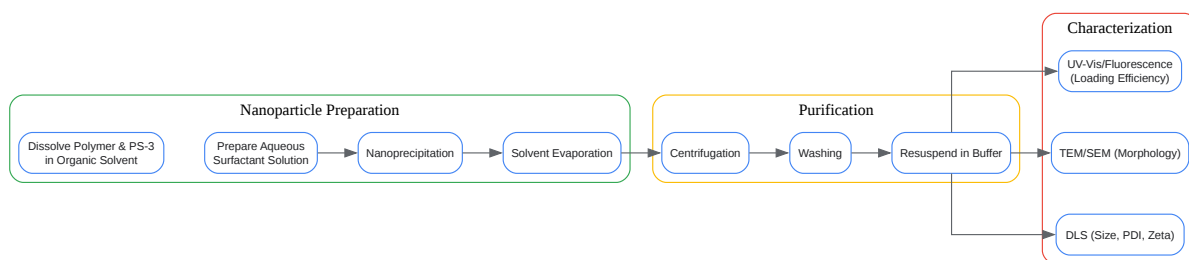 Characterization
UV-Vis/Fluorescence
(Loading Efficiency)
Nanoparticle Preparation
Purification
Dissolve Polymer & PS-3
in Organic Solvent
Prepare Aqueous
Surfactant Solution
Nanoprecipitation
Solvent Evaporation
Centrifugation
Washing
Resuspend in Buffer
TEM/SEM (Morphology)
DLS (Size, PDI, Zeta)